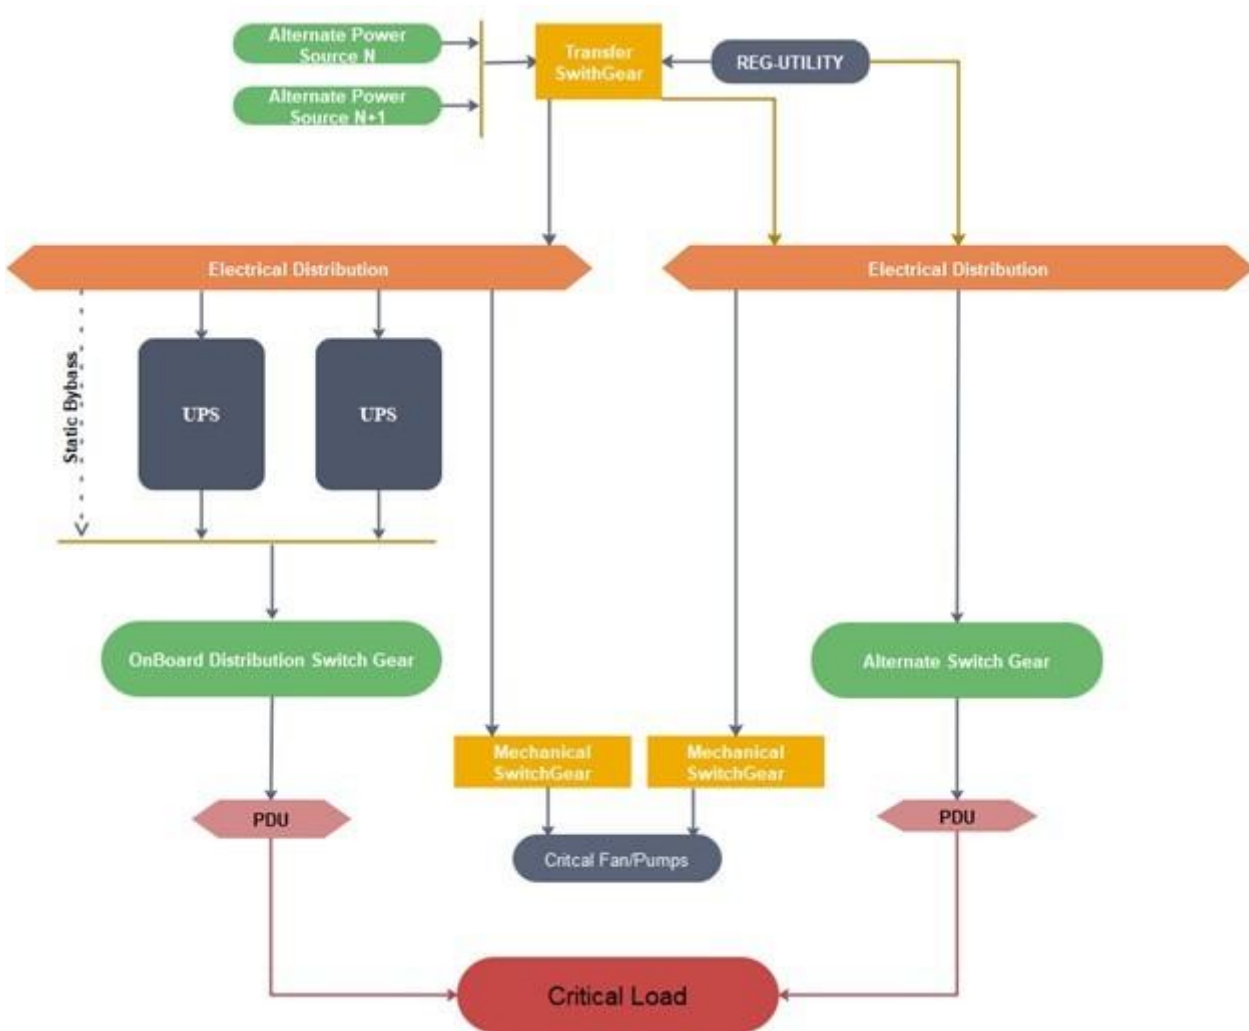 Alternate Power
Source N
Transfer
SwithGear
REG-UTILITY
Alternate Power
Source N+1
Electrical Distribution
Electrical Distribution
Static Bybass
UPS
UPS
OnBoard Distribution Switch Gear
Alternate Switch Gear
Mechanical
SwitchGear
Mechanical
SwitchGear
PDU
PDU
Critcal Fan/Pumps
Critical Load